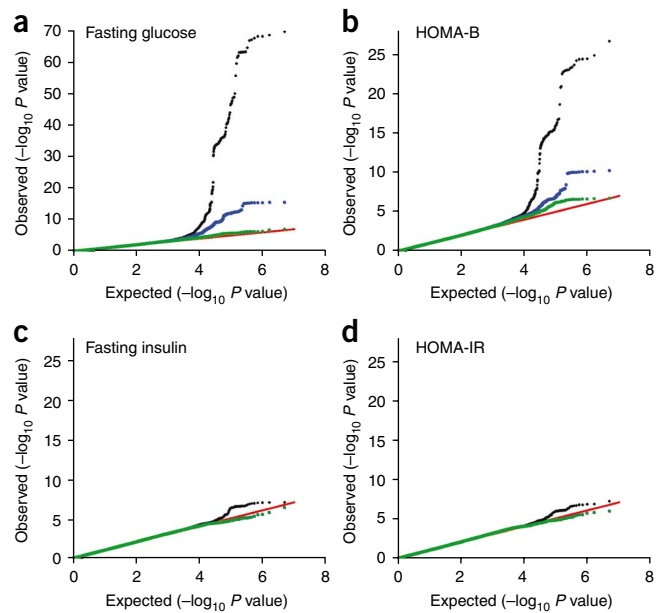 a
Fasting glucose
Observed (–log10 P value)
70
60
50
40
30
20
10
0
0 2 4 6 8
Expected (–log10 P value)
b
HOMA-B
Observed (–log10 P value)
25
20
15
10
5
0
0 2 4 6 8
Expected (–log10 P value)
c
Fasting insulin
Observed (–log10 P value)
25
20
15
10
5
0
0 2 4 6 8
Expected (–log10 P value)
d
HOMA-IR
Observed (–log10 P value)
25
20
15
10
5
0
0 2 4 6 8
Expected (–log10 P value)